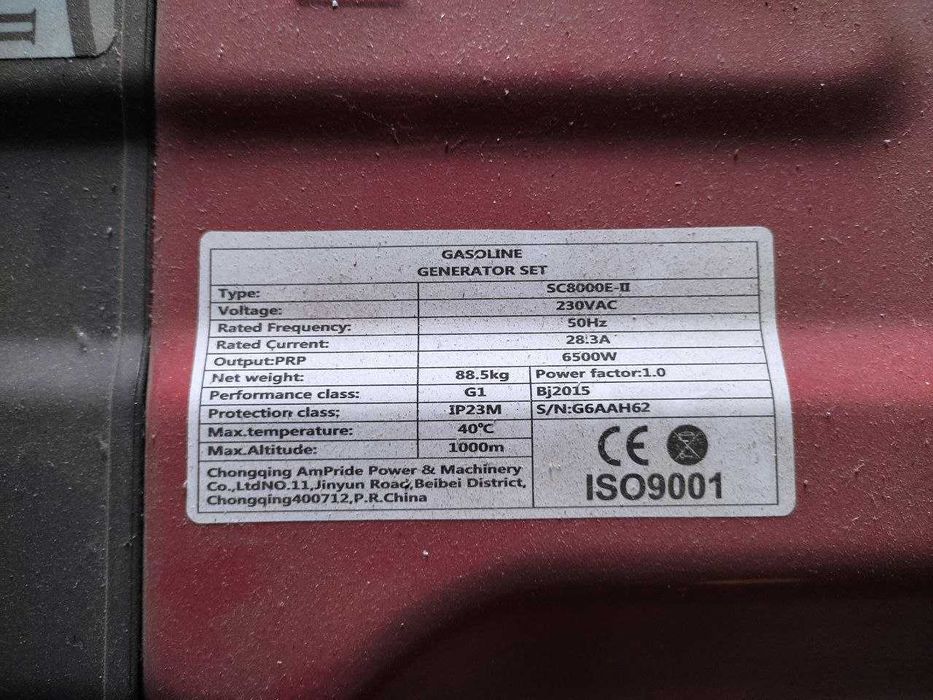 GASOLINE
GENERATOR SET
Type: SC8000E-II
Voltage: 230VAC
Rated Frequency: 50Hz
Rated Current: 28.3A
Output:PRP 6500W
Net weight: 88.5kg Power factor:1.0
Performance class: G1 Bj2015
Protection class; IP23M S/N:G6AAH62
Max.temperature: 40℃
Max.Altitude: 1000m
CE
ISO9001
Chongqing AmPride Power & Machinery
Co.,LtdNO.11,Jinyun Road,Beibei District,
Chongqing400712,P.R.China